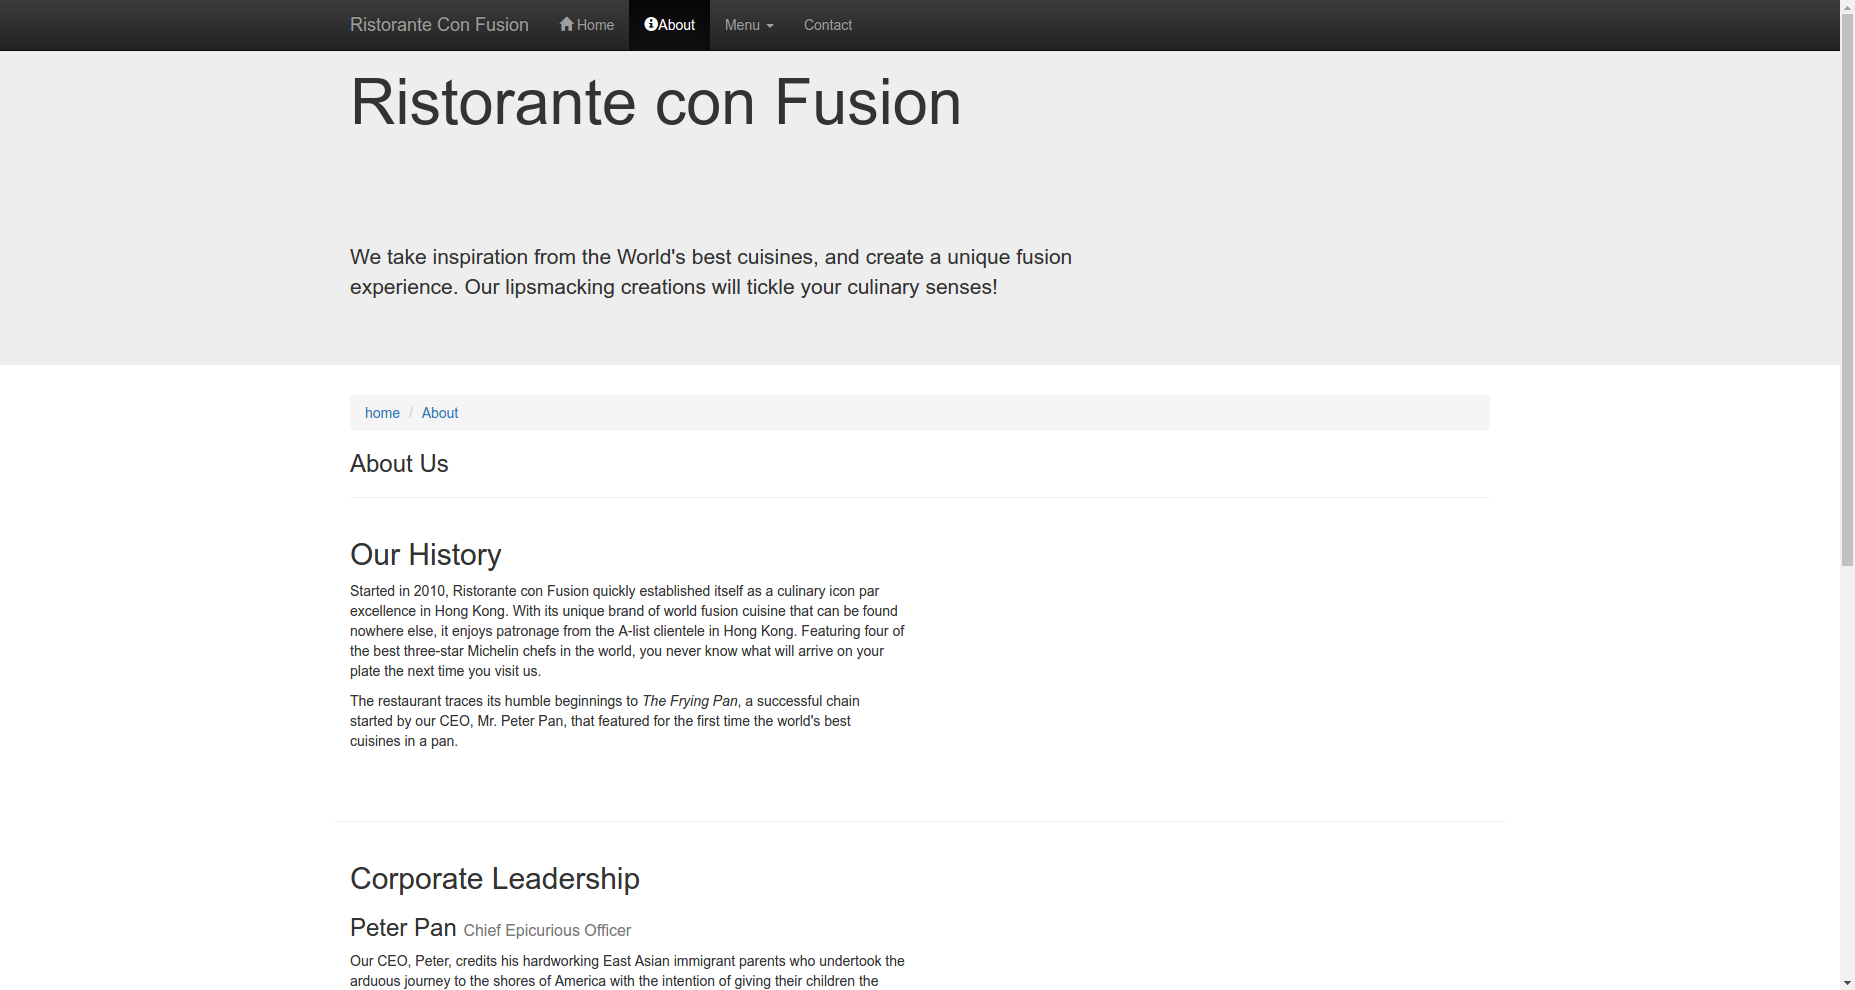 Ristorante Con Fusion Home About Menu Contact
Ristorante con Fusion
We take inspiration from the World's best cuisines, and create a unique fusion
experience. Our lipsmacking creations will tickle your culinary senses!
home / About
About Us
Our History
Started in 2010, Ristorante con Fusion quickly established itself as a culinary icon par
excellence in Hong Kong. With its unique brand of world fusion cuisine that can be found
nowhere else, it enjoys patronage from the A-list clientele in Hong Kong. Featuring four of
the best three-star Michelin chefs in the world, you never know what will arrive on your
plate the next time you visit us.
The restaurant traces its humble beginnings to The Frying Pan, a successful chain
started by our CEO, Mr. Peter Pan, that featured for the first time the world's best
cuisines in a pan.
Corporate Leadership
Peter Pan Chief Epicurious Officer
Our CEO, Peter, credits his hardworking East Asian immigrant parents who undertook the
arduous journey to the shores of America with the intention of giving their children the